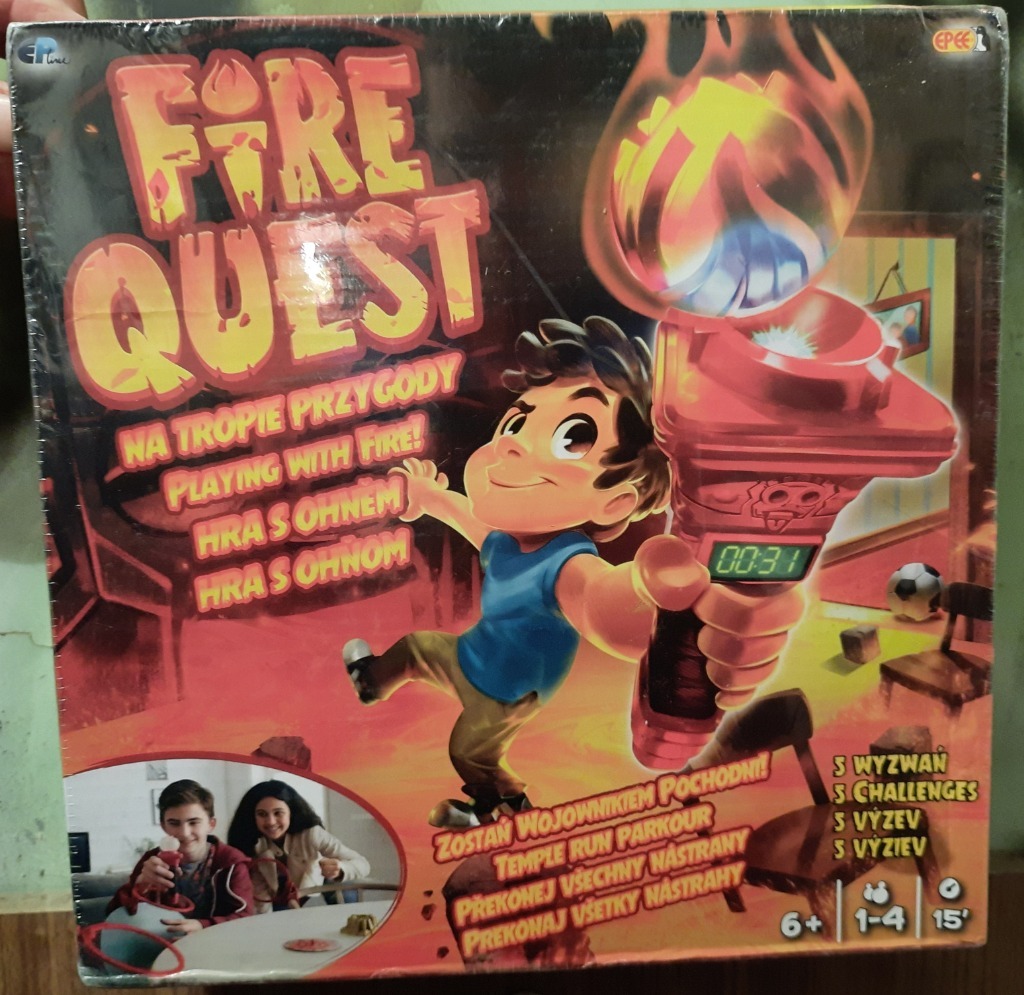 EPline
EPEE
FIRE
QUEST
NA TROPIE PRZYGODY
PLAYING WITH FIRE!
HRA S OHNĚM
HRA S OHŇOM
00:31
ZOSTAŃ WOJOWNIKIEM POCHODNI!
TEMPLE RUN PARKOUR
PŘEKONEJ VŠECHNY NÁSTRAHY
PREKONAJ VŠETKY NÁSTRAHY
5 WYZWAŃ
5 CHALLENGES
5 VÝZEV
5 VÝZIEV
6+ 1-4 15'